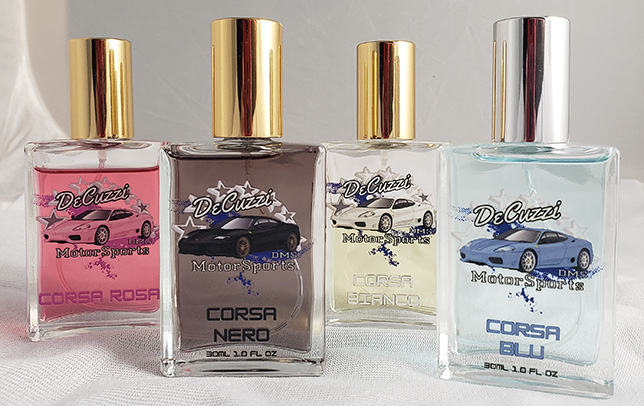 DeCuzzi
DMS
MotorSports
CORSA ROSA
DeCuzzi
DMS
MotorSports
CORSA
NERO
30ML 1.0 FL OZ
DeCuzzi
DMS
MotorSports
CORSA
BIANCO
DeCuzzi
DMS
MotorSports
CORSA
BLU
30ML 1.0 FL OZ